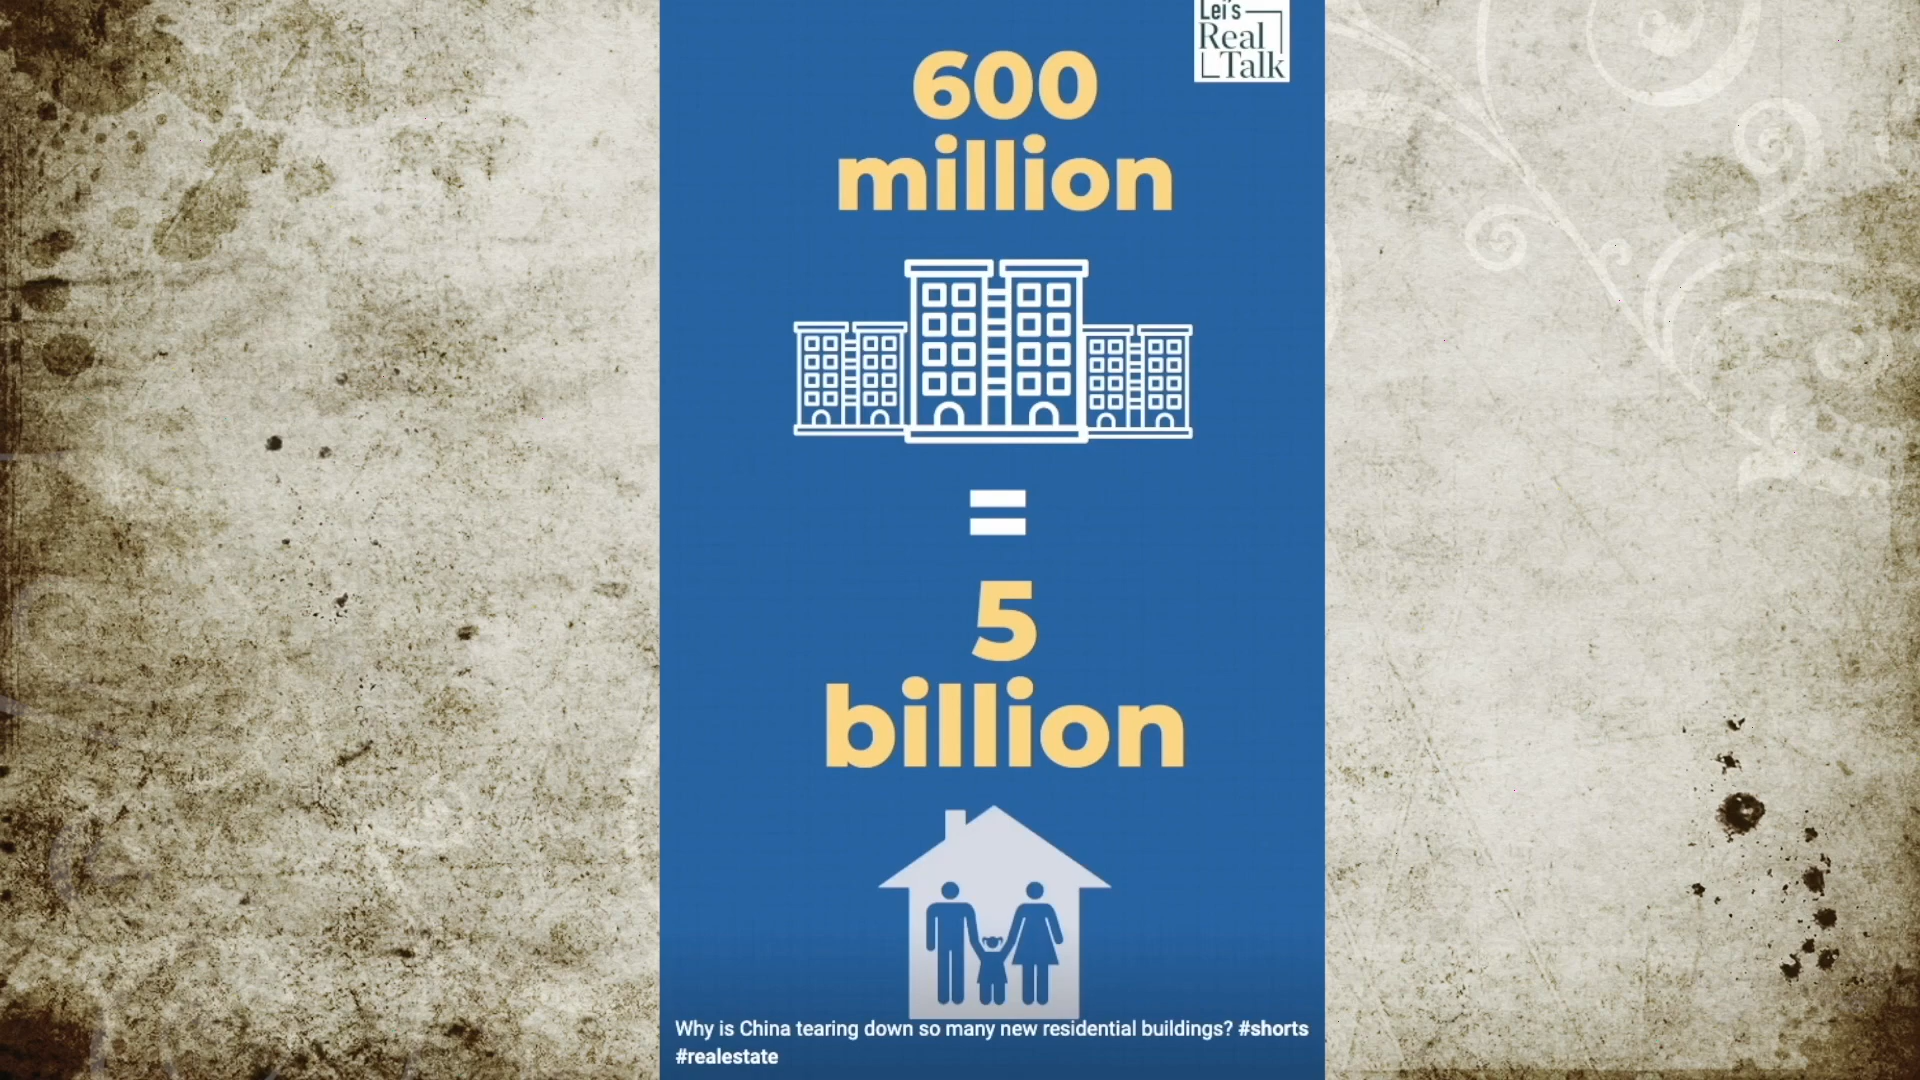 Lei's
Real
Talk
600
million
=
5
billion
Why is China tearing down so many new residential buildings? #shorts
#realestate